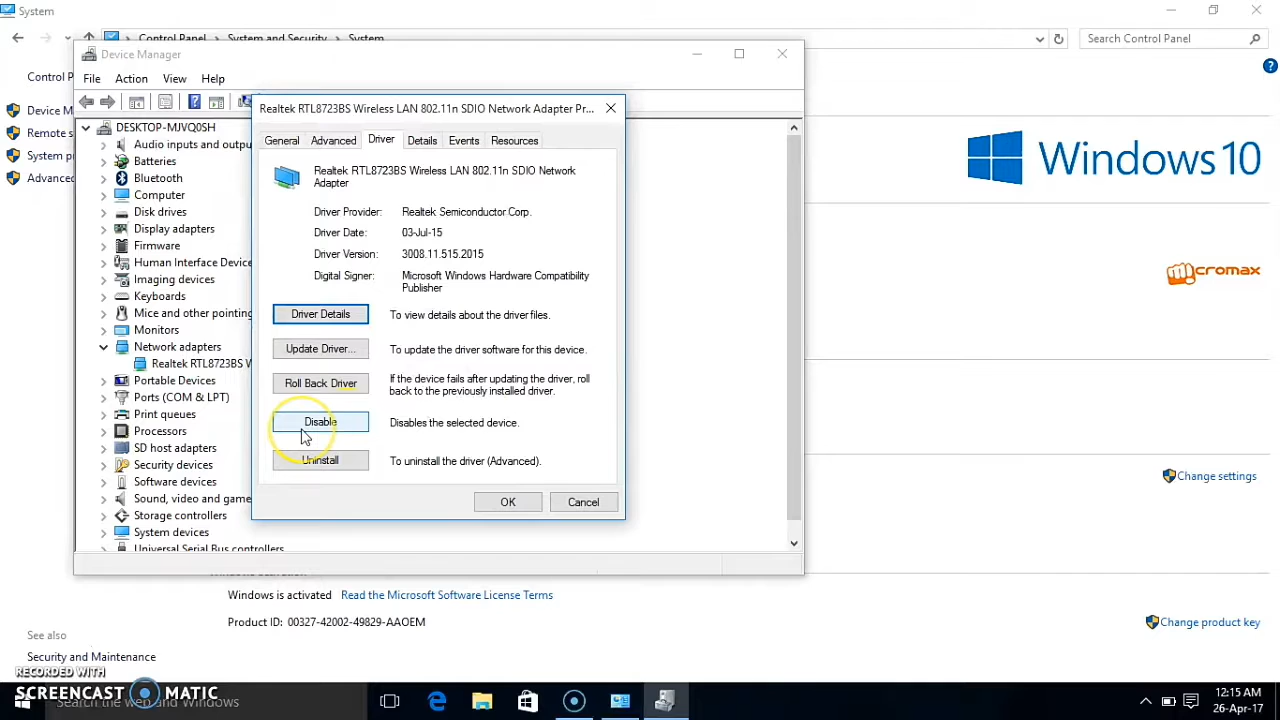 System
Control Panel > System and Security > System
Search Control Panel
Control P
Device M
Remote s
System p
Advanced
Device Manager
File Action View Help
DESKTOP-MJVQ0SH
Audio inputs and outpu
Batteries
Bluetooth
Computer
Disk drives
Display adapters
Firmware
Human Interface Device
Imaging devices
Keyboards
Mice and other pointing
Monitors
Network adapters
Realtek RTL8723BS W
Portable Devices
Ports (COM & LPT)
Print queues
Processors
SD host adapters
Security devices
Software devices
Sound, video and game
Storage controllers
System devices
Universal Serial Bus controllers
Realtek RTL8723BS Wireless LAN 802.11n SDIO Network Adapter Pr...
General Advanced Driver Details Events Resources
Realtek RTL8723BS Wireless LAN 802.11n SDIO Network
Adapter
Driver Provider: Realtek Semiconductor Corp.
Driver Date: 03-Jul-15
Driver Version: 3008.11.515.2015
Digital Signer: Microsoft Windows Hardware Compatibility
Publisher
Driver Details To view details about the driver files.
Update Driver... To update the driver software for this device.
Roll Back Driver If the device fails after updating the driver, roll
back to the previously installed driver.
Disable Disables the selected device.
Uninstall To uninstall the driver (Advanced).
OK Cancel
Windows 10
micromax
Change settings
Windows is activated Read the Microsoft Software License Terms
Product ID: 00327-42002-49829-AAOEM
Change product key
See also
Security and Maintenance
RECORDED WITH
SCREENCAST MATIC
Search the web and Windows
12:15 AM
26-Apr-17